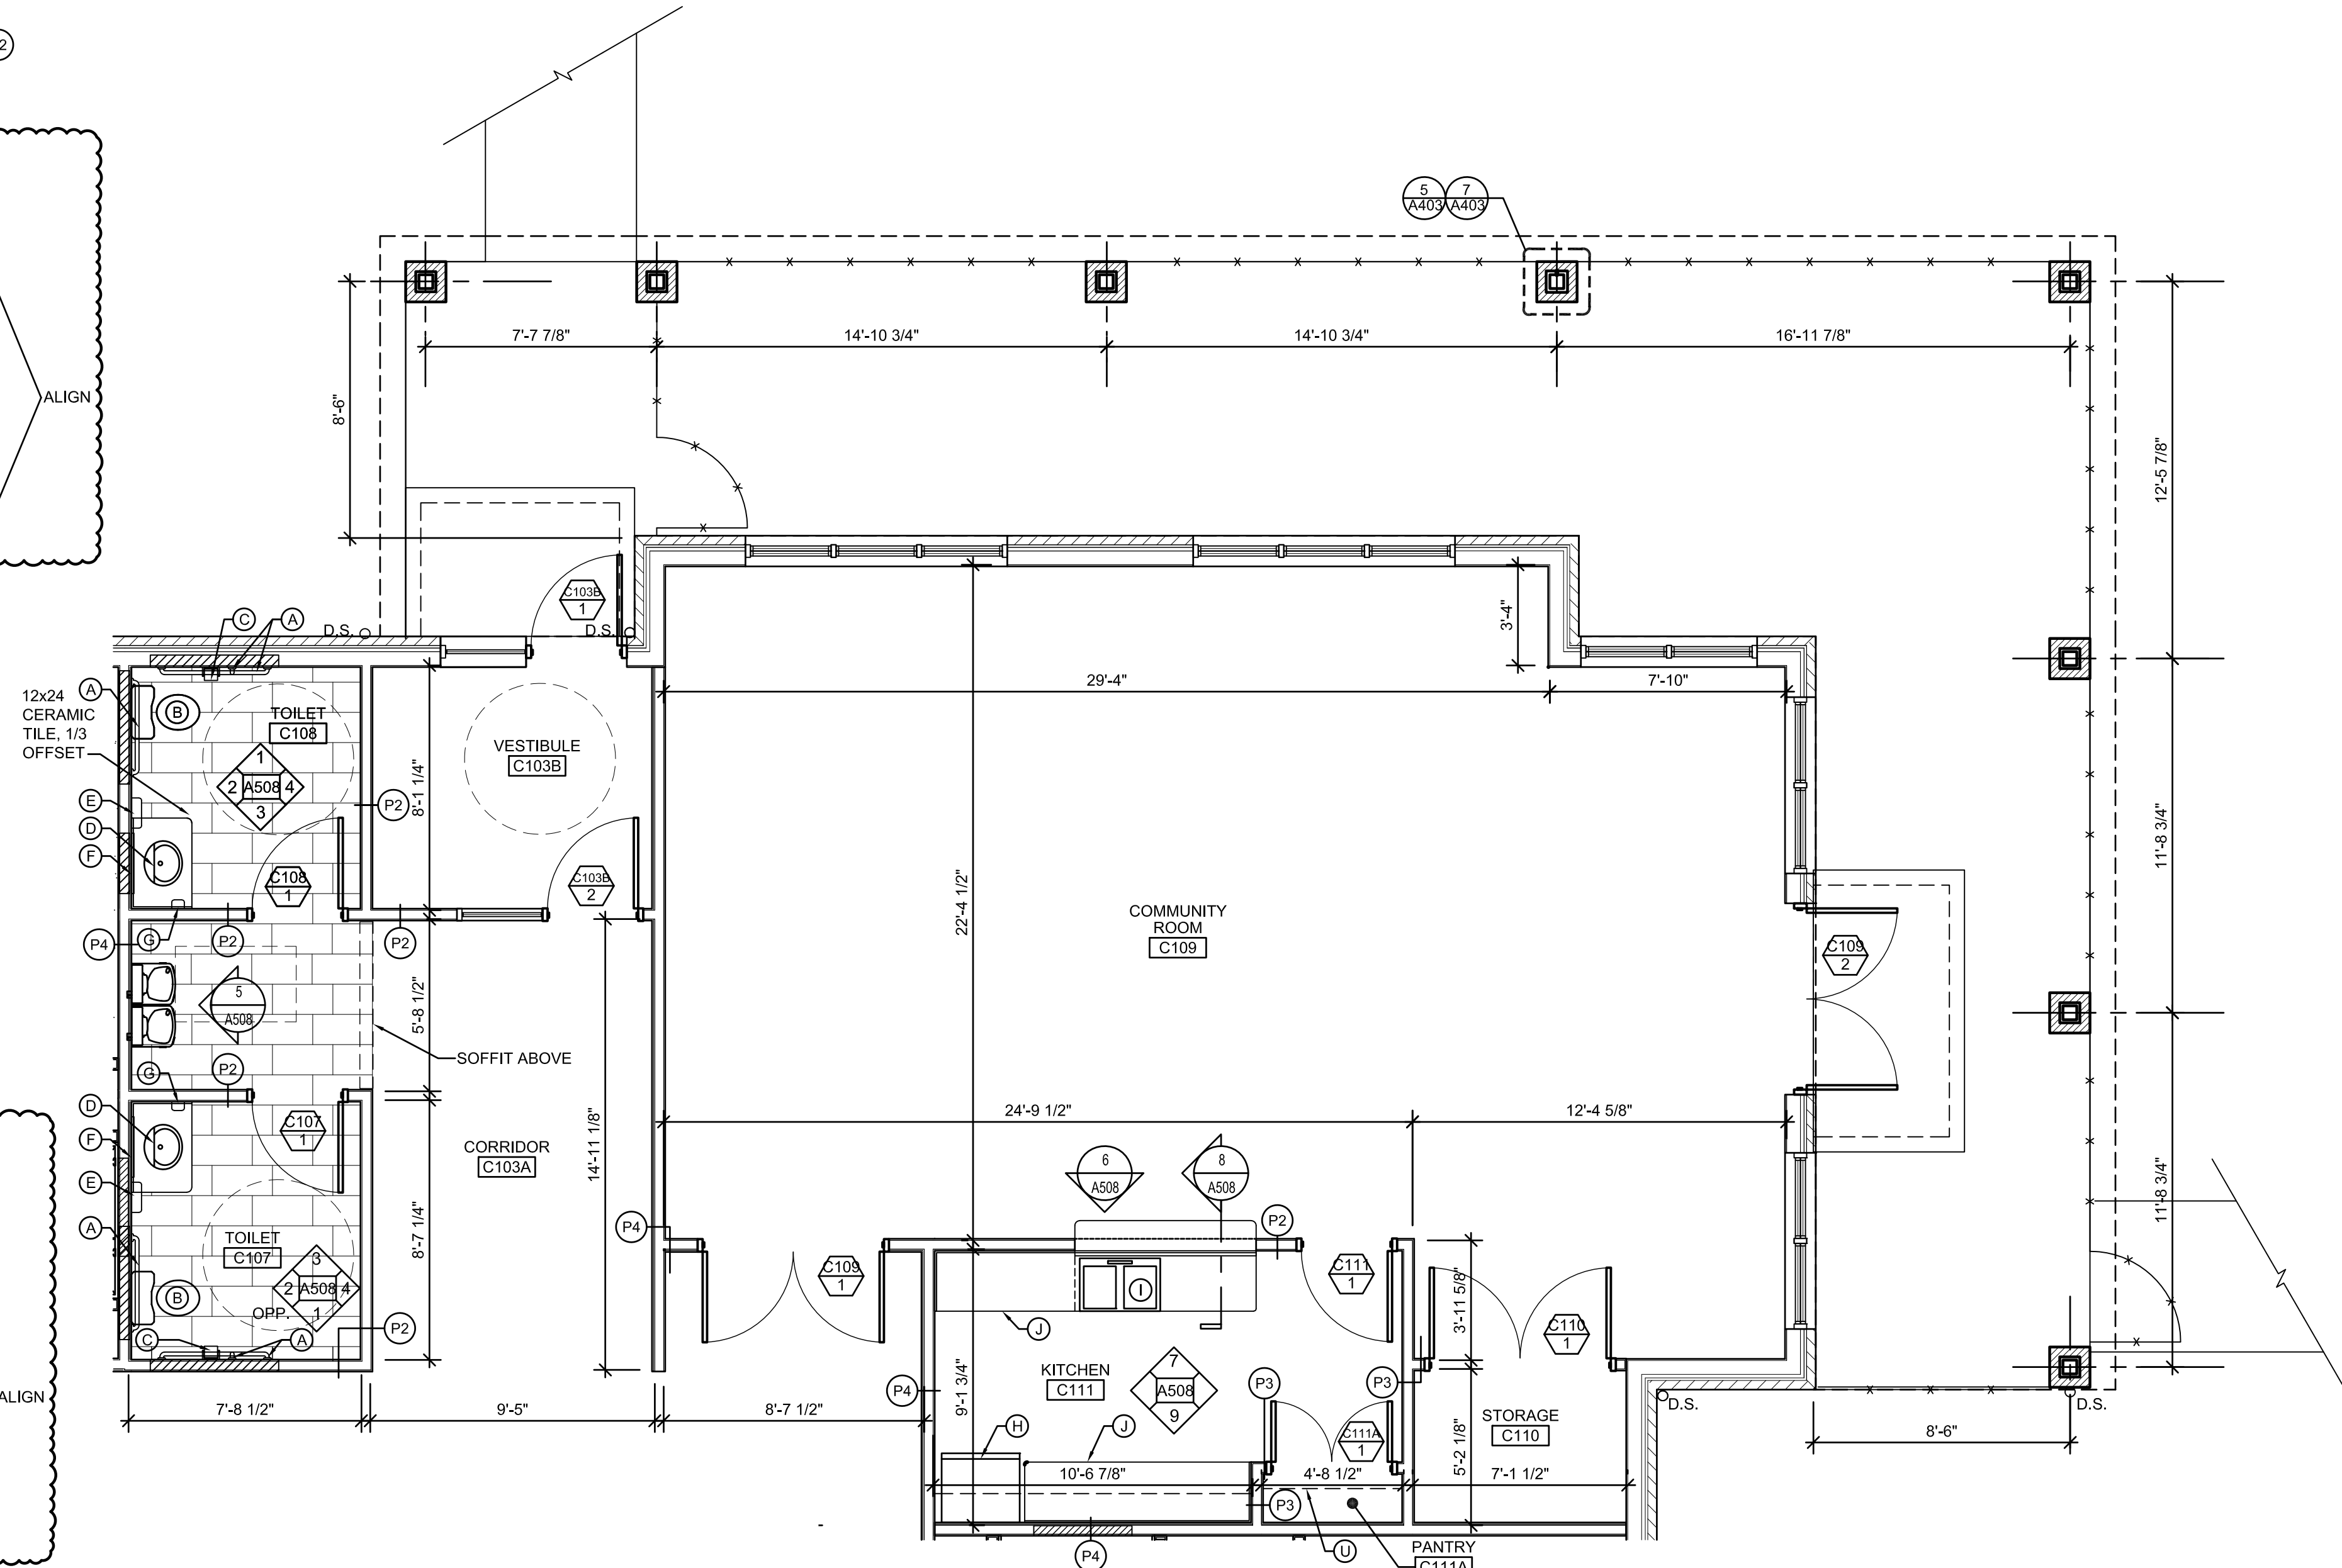 2
ALIGN
5
A403
7
A403
7'-7 7/8"
14'-10 3/4"
14'-10 3/4"
16'-11 7/8"
8'-6"
12'-5 7/8"
C103B
1
3'-4"
C
A
D.S.
D.S.
12x24
CERAMIC
TILE, 1/3
OFFSET
A
B
TOILET
C108
1
2 A508 4
3
VESTIBULE
C103B
29'-4"
7'-10"
8'-1 1/4"
P2
E
D
F
C108
1
C103B
2
11'-8 3/4"
22'-4 1/2"
COMMUNITY
ROOM
C109
C109
2
P4
G
P2
P2
5
A508
5'-8 1/2"
SOFFIT ABOVE
G
P2
D
F
E
A
C107
1
CORRIDOR
C103A
14'-11 1/8"
24'-9 1/2"
12'-4 5/8"
6
A508
8
A508
11'-8 3/4"
8'-7 1/4"
TOILET
C107
3
2 A508 4
1
B
OPP.
C
A
P2
P4
P2
C109
1
I
C111
1
3'-11 5/8"
C110
1
J
KITCHEN
C111
7
A508
9
P4
9'-1 3/4"
P3
P3
ALIGN
7'-8 1/2"
9'-5"
8'-7 1/2"
H
J
C111A
1
STORAGE
C110
5'-2 1/8"
D.S.
D.S.
8'-6"
10'-6 7/8"
4'-8 1/2"
7'-1 1/2"
P3
P4
U
PANTRY
C111A